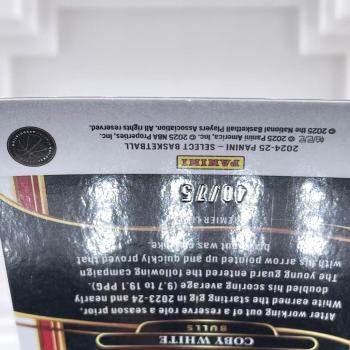 COBY WHITE
BULLS
After working out of a reserve role a season prior,
White earned the starting gig in 2023-24 and nearly
doubled his scoring average (9.7) to 19.1 PPG).
The young guard entered the following campaign
with his arrow pointed up and quickly proved that
40/75
PANINI
2024-25 PANINI – SELECT BASKETBALL
© 2025 Panini America, Inc. © 2025 NBA Properties, Inc.
© 2025 the National Basketball Players Association. All rights reserved.